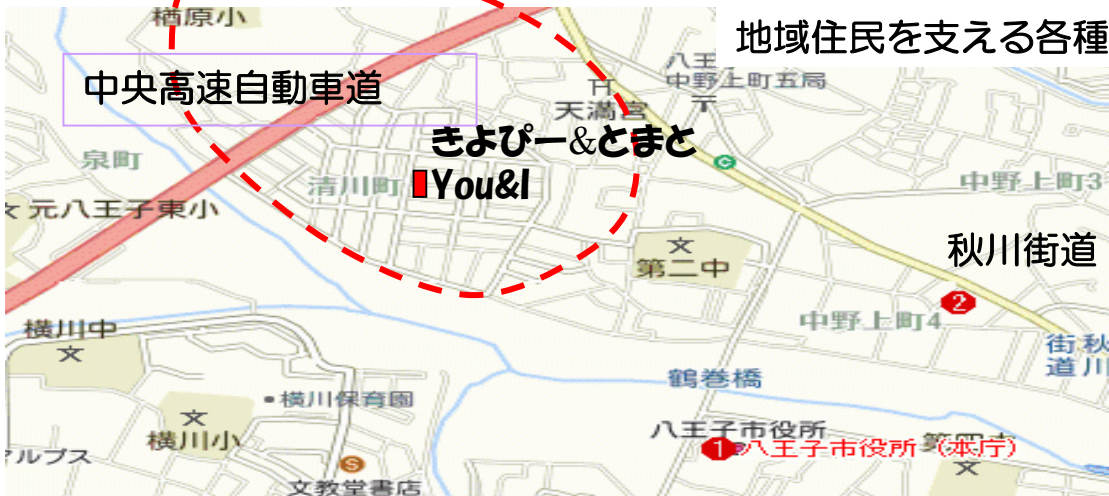 楢原小
地域住民を支える各種
八王子
中野上町五局
中央高速自動車道
天満宮
きよぴー&とまと
泉町
清川町
You&I
中野上町3
元八王子東小
秋川街道
第二中
2
横川中
中野上町4
街 秋
道 川
鶴巻橋
横川保育園
横川小
八王子市役所
1
八王子市役所 (本庁)
アルプス
S
文教堂書店